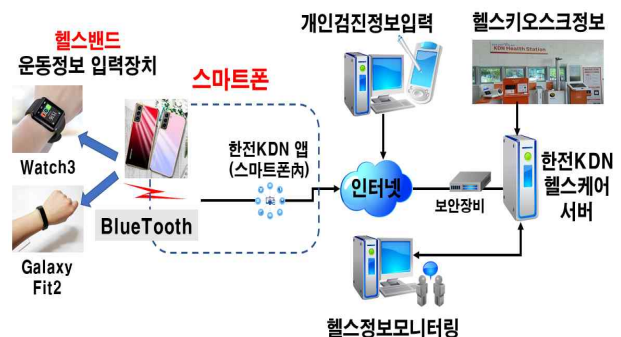 헬스밴드
운동정보 입력장치
Watch3
Galaxy
Fit2
BlueTooth
스마트폰
한전KDN 앱
(스마트폰內)
개인검진정보입력
인터넷
헬스키오스크정보
KDN Health Station
보안장비
한전KDN
헬스케어
서버
헬스정보모니터링